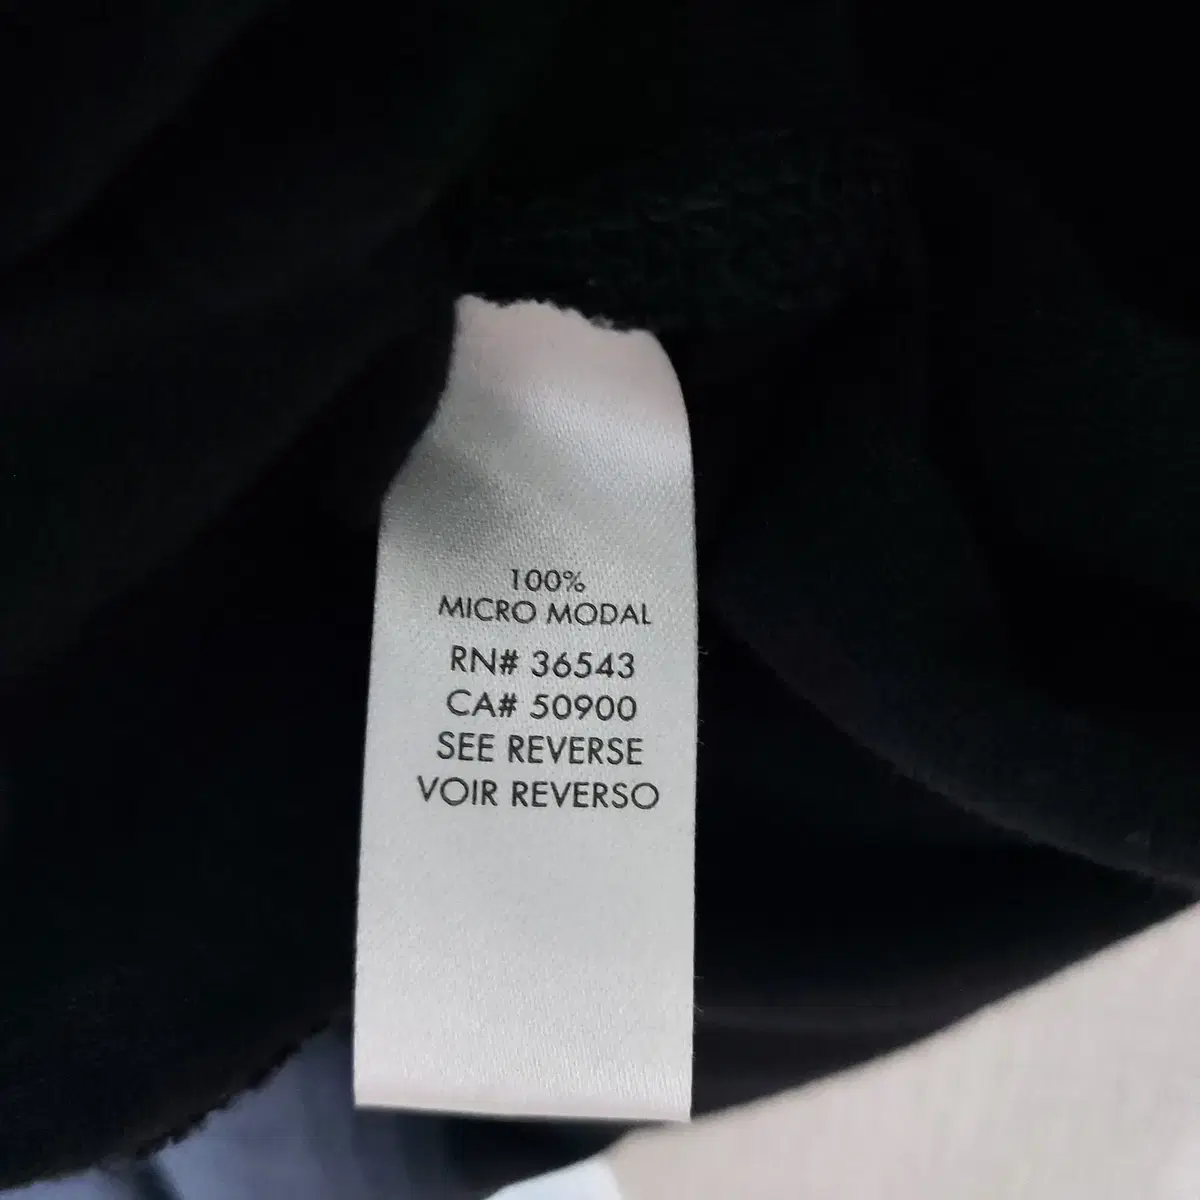 100%
MICRO MODAL
RN# 36543
CA# 50900
SEE REVERSE
VOIR REVERSO